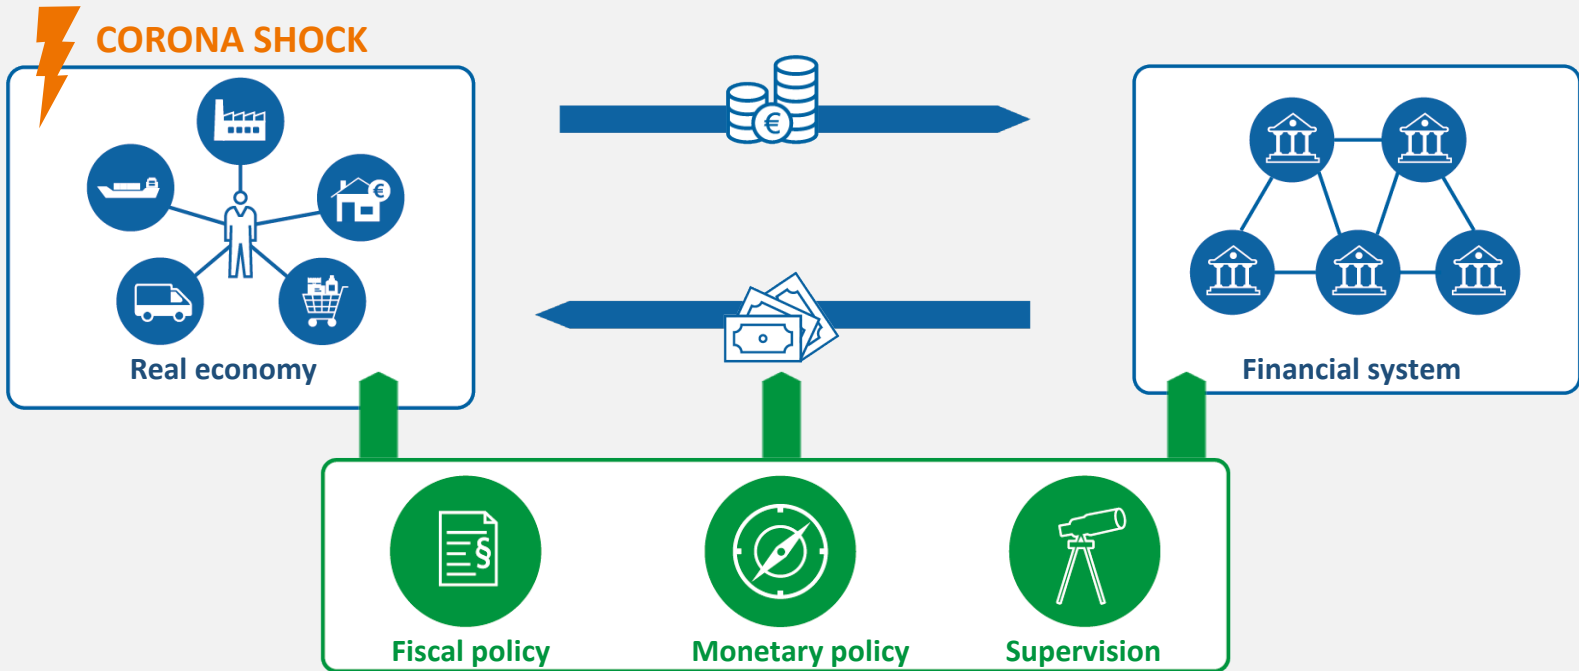 CORONA SHOCK
€
€
Real economy
Financial system
§
Fiscal policy
Monetary policy
Supervision